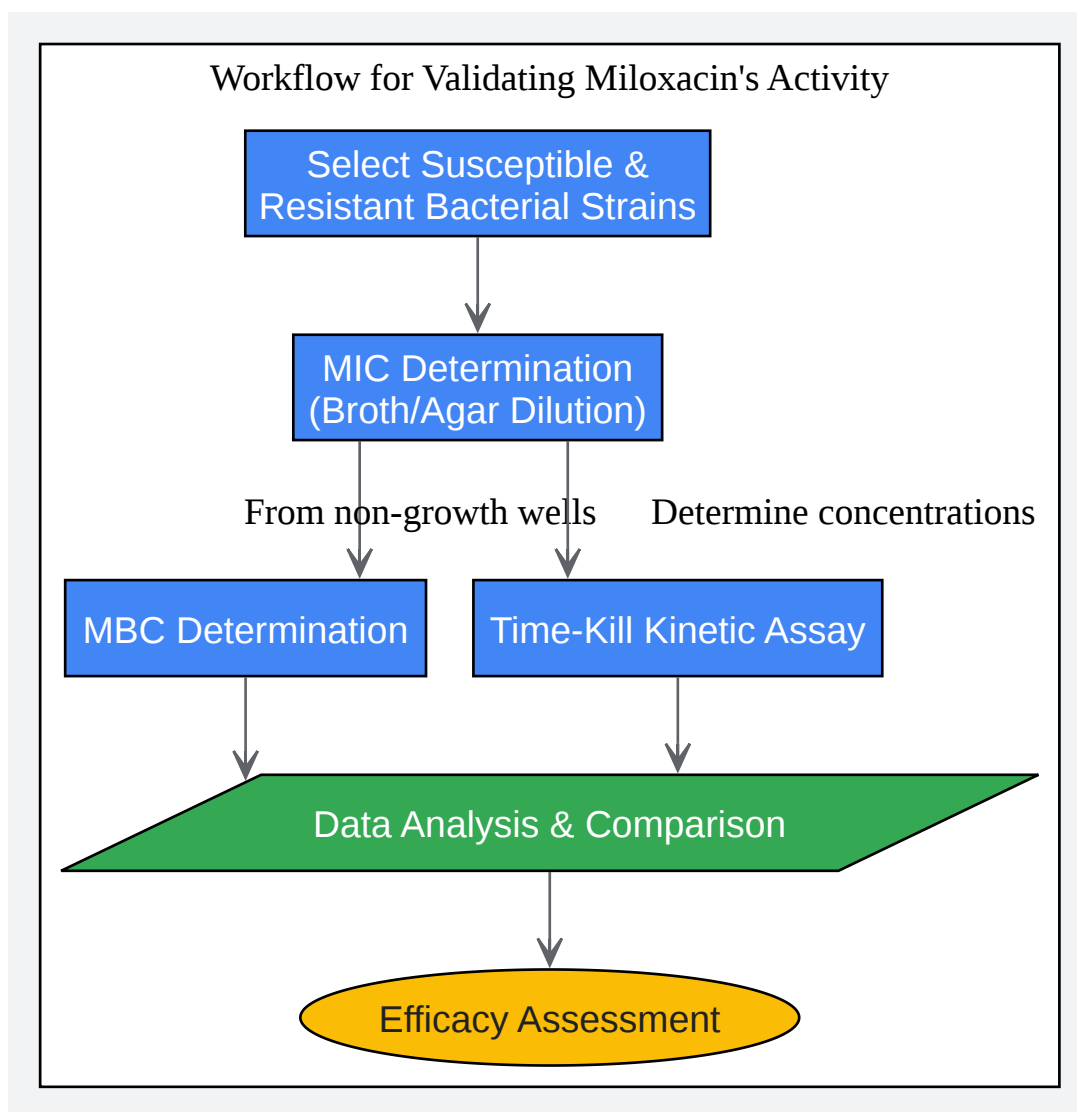 Workflow for Validating Miloxacin's Activity
Select Susceptible &
Resistant Bacterial Strains
MIC Determination
(Broth/Agar Dilution)
From non-growth wells
Determine concentrations
MBC Determination
Time-Kill Kinetic Assay
Data Analysis & Comparison
Efficacy Assessment